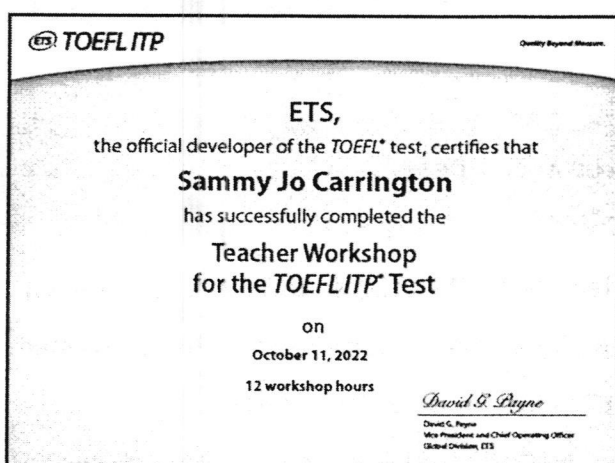 ETS TOEFL ITP
Quality Beyond Measure.
ETS,
the official developer of the TOEFL® test, certifies that
Sammy Jo Carrington
has successfully completed the
Teacher Workshop
for the TOEFL ITP® Test
on
October 11, 2022
12 workshop hours
David G. Payne
David G. Payne
Vice President and Chief Operating Officer
Global Division, ETS